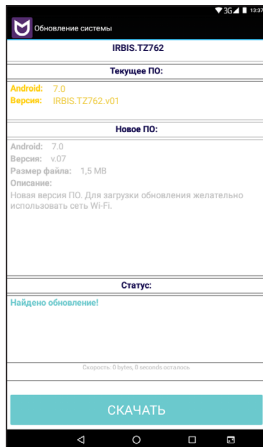 3G 13:37
Обновление системы
IRBIS.TZ762
Текущее ПО:
Android: 7.0
Версия: IRBIS.TZ762.v01
Новое ПО:
Android: 7.0
Версия: v.07
Размер файла: 1,5 MB
Описание:
Новая версия ПО. Для загрузки обновления желательно
использовать сеть Wi-Fi.
Статус:
Найдено обновление!
Скорость: 0 bytes, 0 seconds осталось.
СКАЧАТЬ